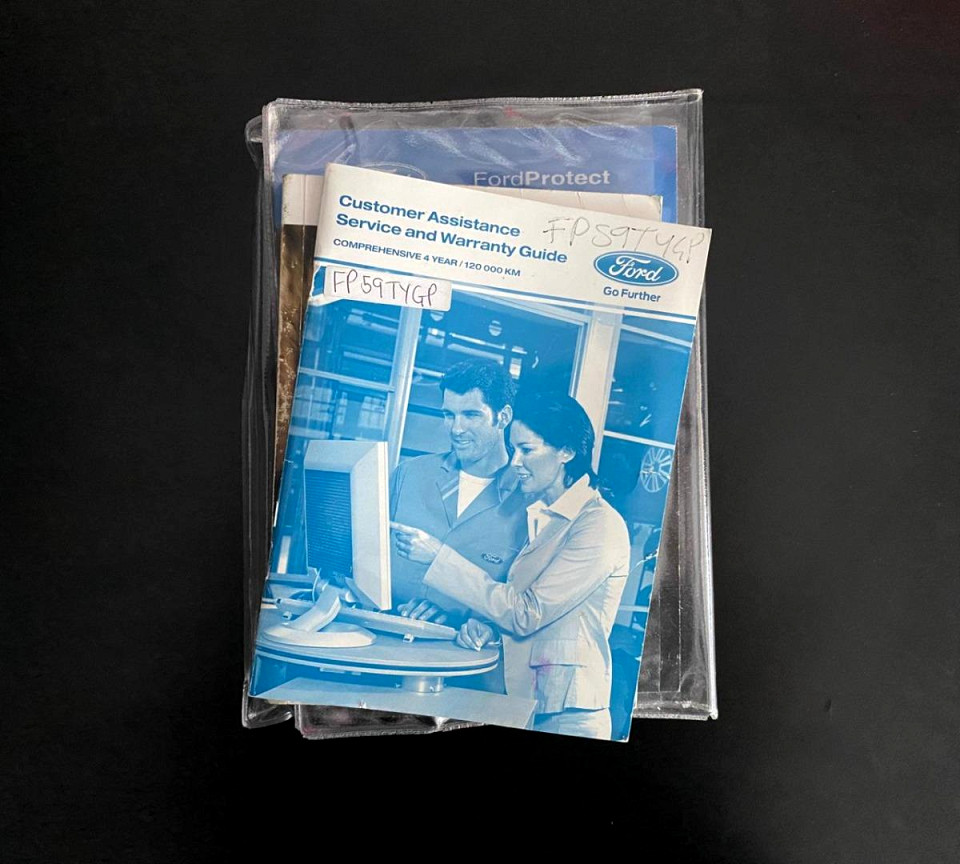 FordProtect
Customer Assistance
Service and Warranty Guide
COMPREHENSIVE 4 YEAR / 120 000 KM
FP59TYGP
Ford
Go Further
FP59TYGP